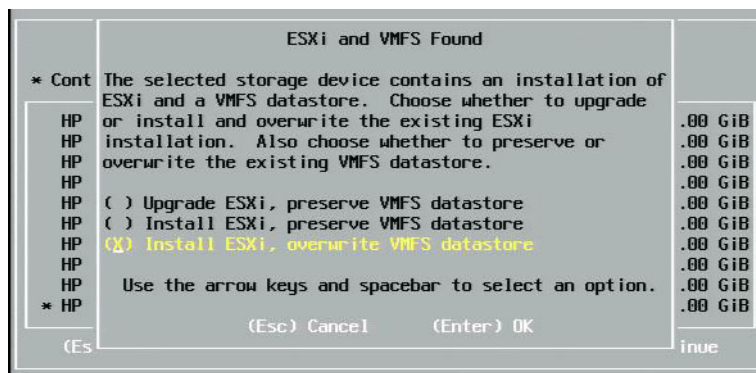 ESXi and VMFS Found
* Cont
The selected storage device contains an installation of
ESXi and a VMFS datastore. Choose whether to upgrade
or install and overwrite the existing ESXi
installation. Also choose whether to preserve or
overwrite the existing VMFS datastore.
( ) Upgrade ESXi, preserve VMFS datastore
( ) Install ESXi, preserve VMFS datastore
(X) Install ESXi, overwrite VMFS datastore
Use the arrow keys and spacebar to select an option.
(Esc) Cancel (Enter) OK
HP .00 GiB
HP .00 GiB
HP .00 GiB
HP .00 GiB
HP .00 GiB
HP .00 GiB
HP .00 GiB
HP .00 GiB
HP .00 GiB
* HP .00 GiB
(Es inue